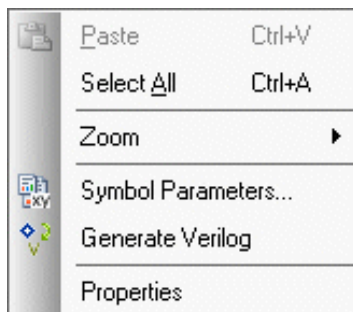 Paste Ctrl+V
Select All Ctrl+A
Zoom
Symbol Parameters...
Generate Verilog
Properties